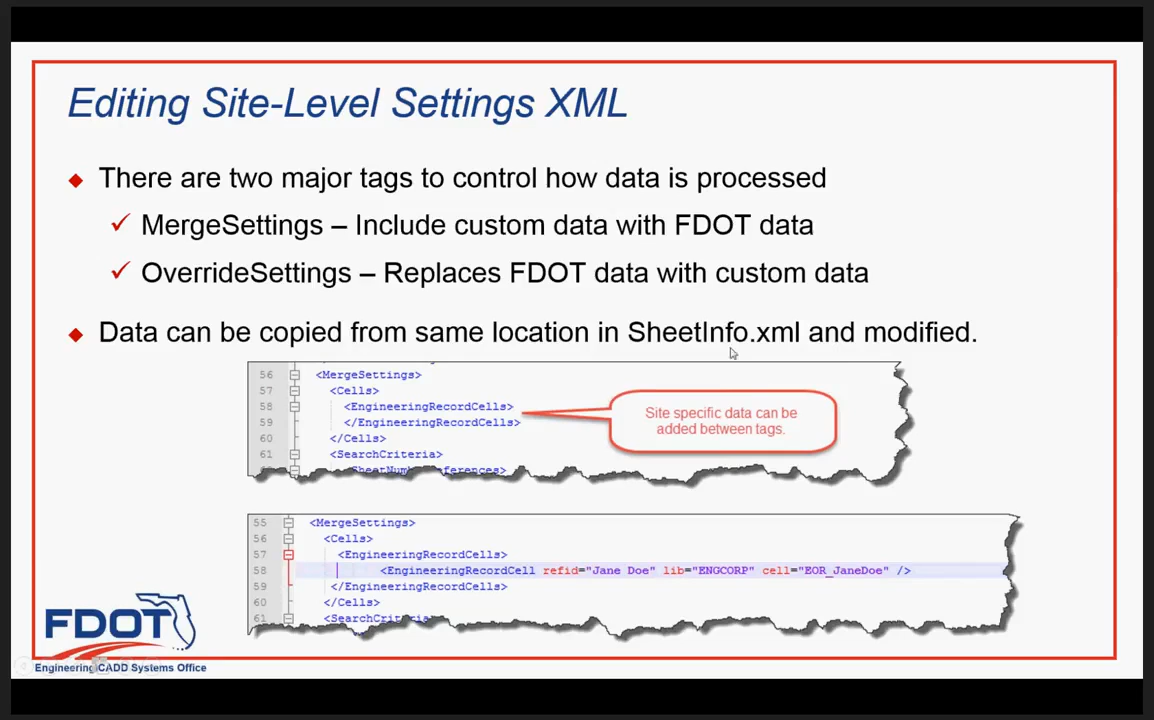 Editing Site-Level Settings XML
There are two major tags to control how data is processed
MergeSettings – Include custom data with FDOT data
OverrideSettings – Replaces FDOT data with custom data
Data can be copied from same location in SheetInfo.xml and modified.
56 <MergeSettings>
57 <Cells>
58 <EngineeringRecordCells>
59 </EngineeringRecordCells>
60 </Cells>
61 <SearchCriteria>
Site specific data can be
added between tags.
55 <MergeSettings>
56 <Cells>
57 <EngineeringRecordCells>
58 <EngineeringRecordCell refid="Jane Doe" lib="ENGCORP" cell="EOR_JaneDoe" />
59 </EngineeringRecordCells>
60 </Cells>
61
FDOT
Engineering/CADD Systems Office